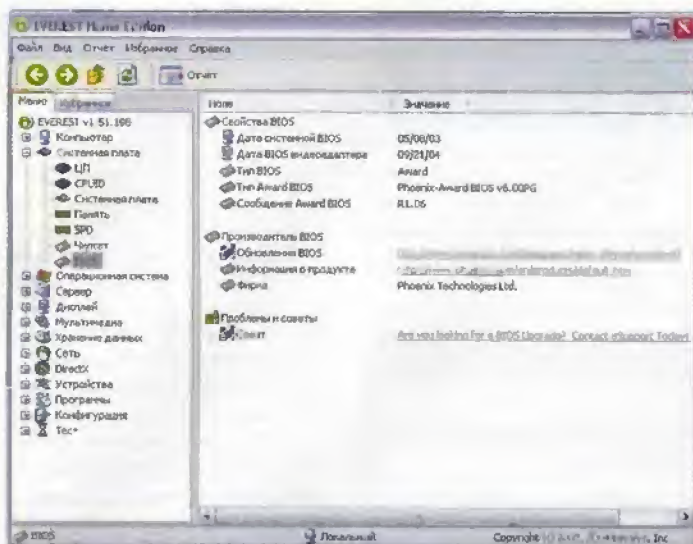 EVEREST Home Edition
Файл Вид Отчет Избранное Справка
Отчет
Меню Избранное
EVEREST v1.51.198
Компьютер
Системная плата
ЦП
CPUID
Системная плата
Память
SPD
Чипсет
Операционная система
Сервер
Дисплей
Мультимедиа
Хранение данных
Сеть
DirectX
Устройства
Программы
Конфигурация
Тест
Поле Значение
Свойства BIOS
Дата системной BIOS 05/08/03
Дата BIOS видеоадаптера 09/21/04
Тип BIOS Award
Тип Award BIOS Phoenix-Award BIOS v6.00PG
Сообщение Award BIOS R1.06
Производитель BIOS
Обновления BIOS
Информация о продукте
Фирма Phoenix Technologies Ltd.
Проблемы и советы
Совет Are you looking for a BIOS Upgrade? Contact eSupport Today!
BIOS Локальный Copyright Inc